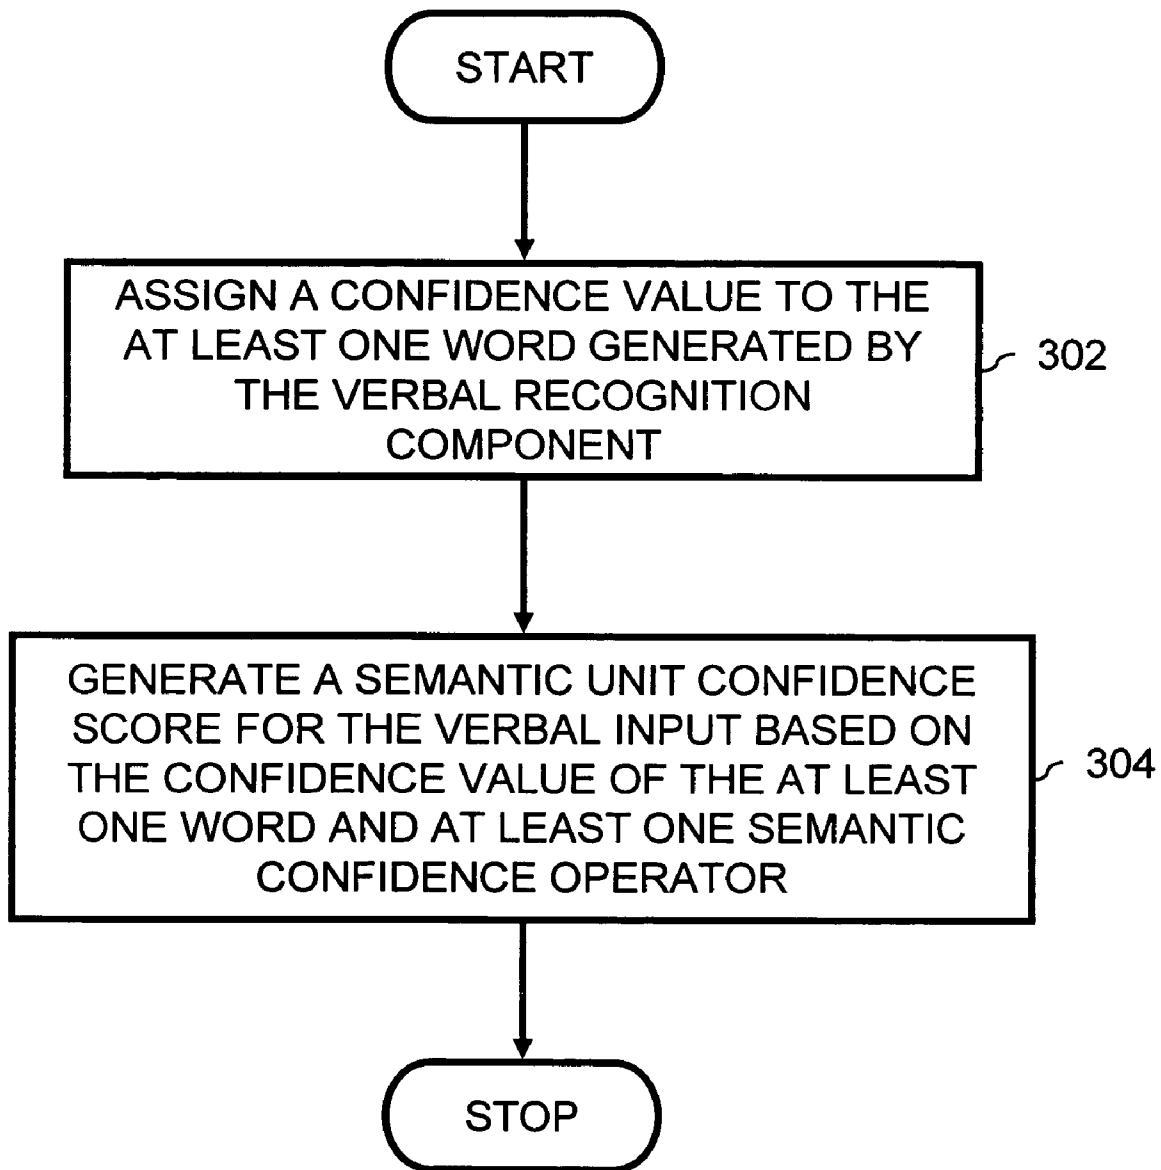 START
ASSIGN A CONFIDENCE VALUE TO THE
AT LEAST ONE WORD GENERATED BY
THE VERBAL RECOGNITION
COMPONENT
302
GENERATE A SEMANTIC UNIT CONFIDENCE
SCORE FOR THE VERBAL INPUT BASED ON
THE CONFIDENCE VALUE OF THE AT LEAST
ONE WORD AND AT LEAST ONE SEMANTIC
CONFIDENCE OPERATOR
304
STOP